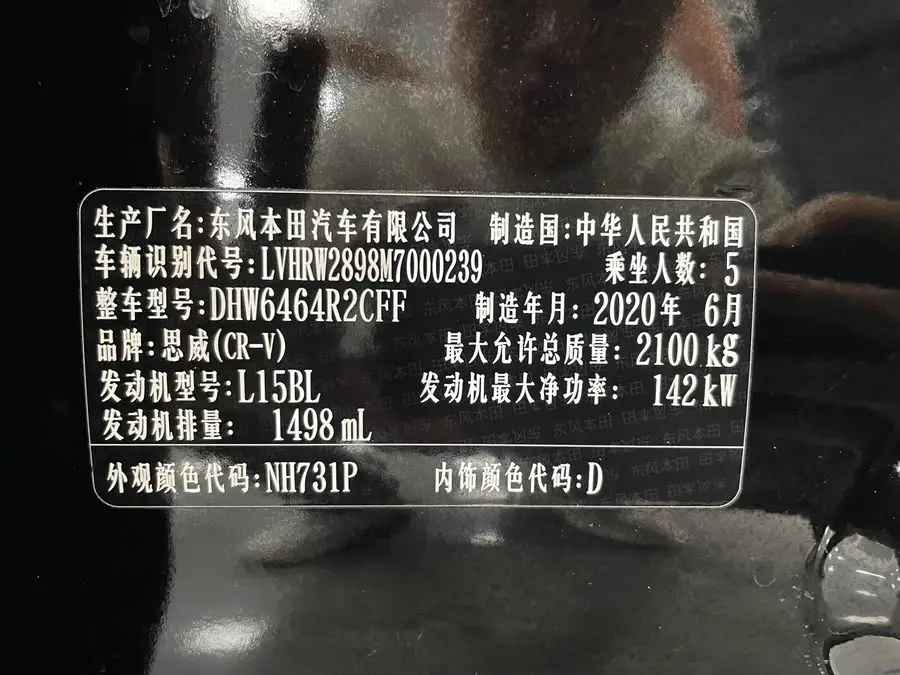 生产厂名:东风本田汽车有限公司 制造国:中华人民共和国
车辆识别代号:LVHRW2898M7000239 乘坐人数: 5
整车型号:DHW6464R2CFF 制造年月: 2020年 6月
品牌:思威(CR-V) 最大允许总质量: 2100 kg
发动机型号:L15BL 发动机最大净功率: 142 kW
发动机排量: 1498 mL
外观颜色代码:NH731P 内饰颜色代码:D